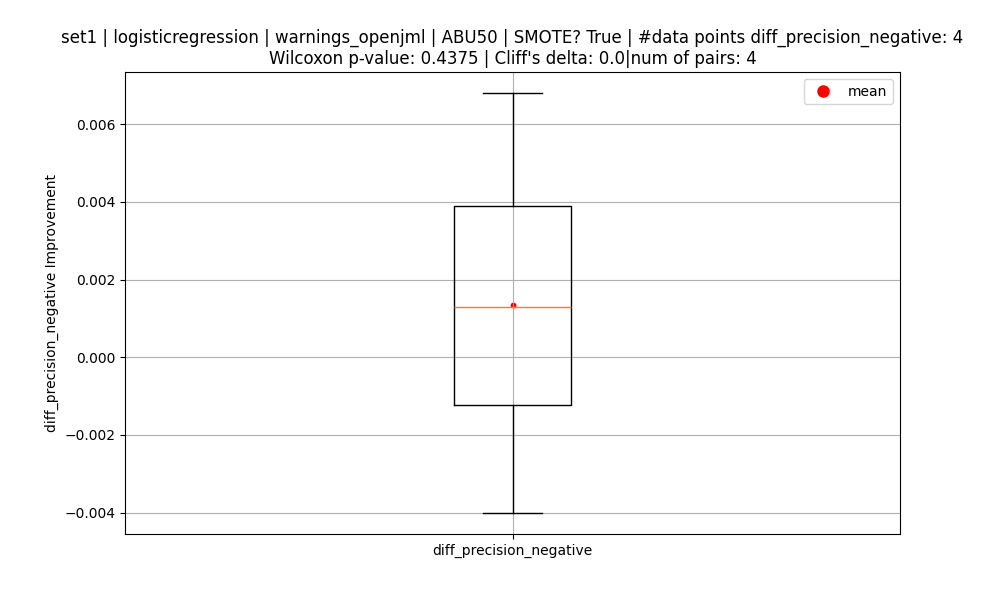 set1 | logisticregression | warnings_openjml | ABU50 | SMOTE? True | #data points diff_precision_negative: 4
Wilcoxon p-value: 0.4375 | Cliff's delta: 0.0|num of pairs: 4
mean
0.006
0.004
0.002
0.000
−0.002
−0.004
diff_precision_negative Improvement
diff_precision_negative